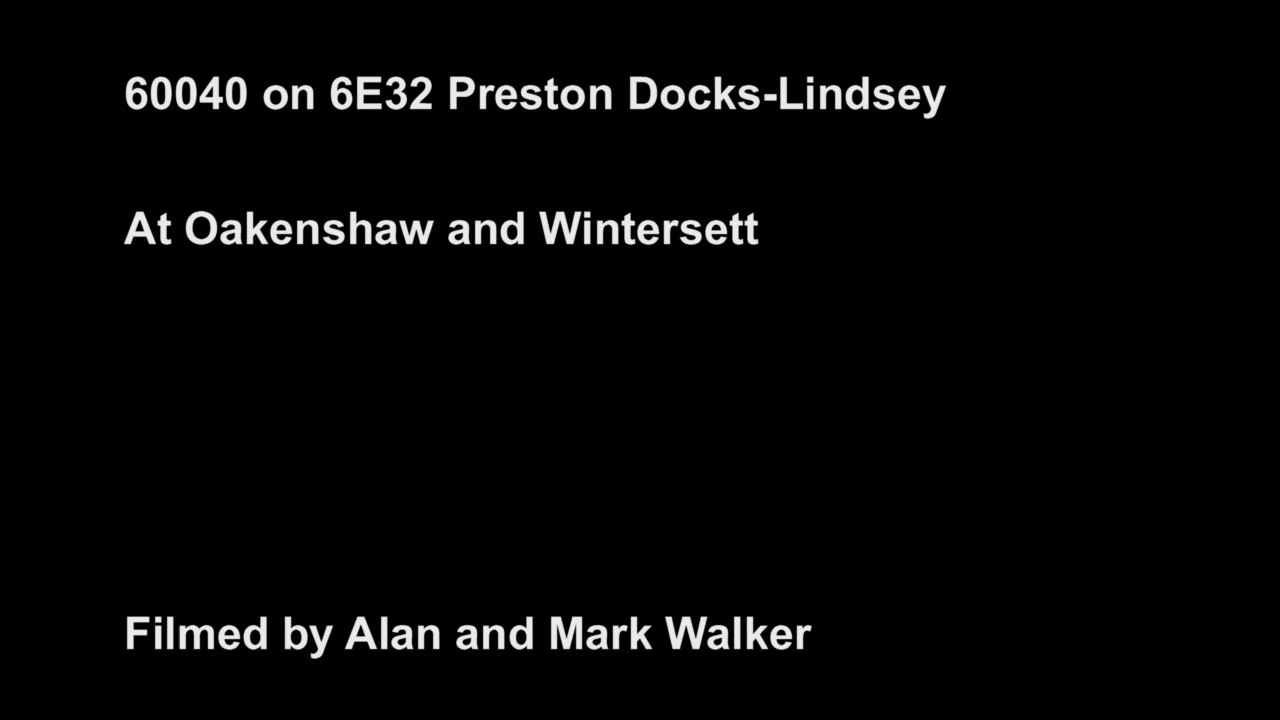 60040 on 6E32 Preston Docks-Lindsey
At Oakenshaw and Wintersett
Filmed by Alan and Mark Walker